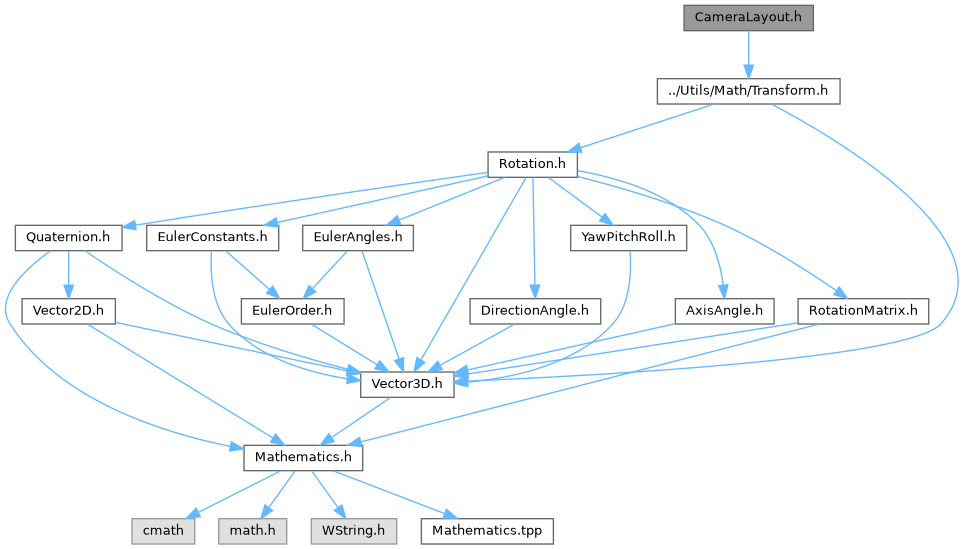 CameraLayout.h
../Utils/Math/Transform.h
Rotation.h
Quaternion.h
EulerConstants.h
EulerAngles.h
YawPitchRoll.h
Vector2D.h
EulerOrder.h
DirectionAngle.h
AxisAngle.h
RotationMatrix.h
Vector3D.h
Mathematics.h
cmath
math.h
WString.h
Mathematics.tpp